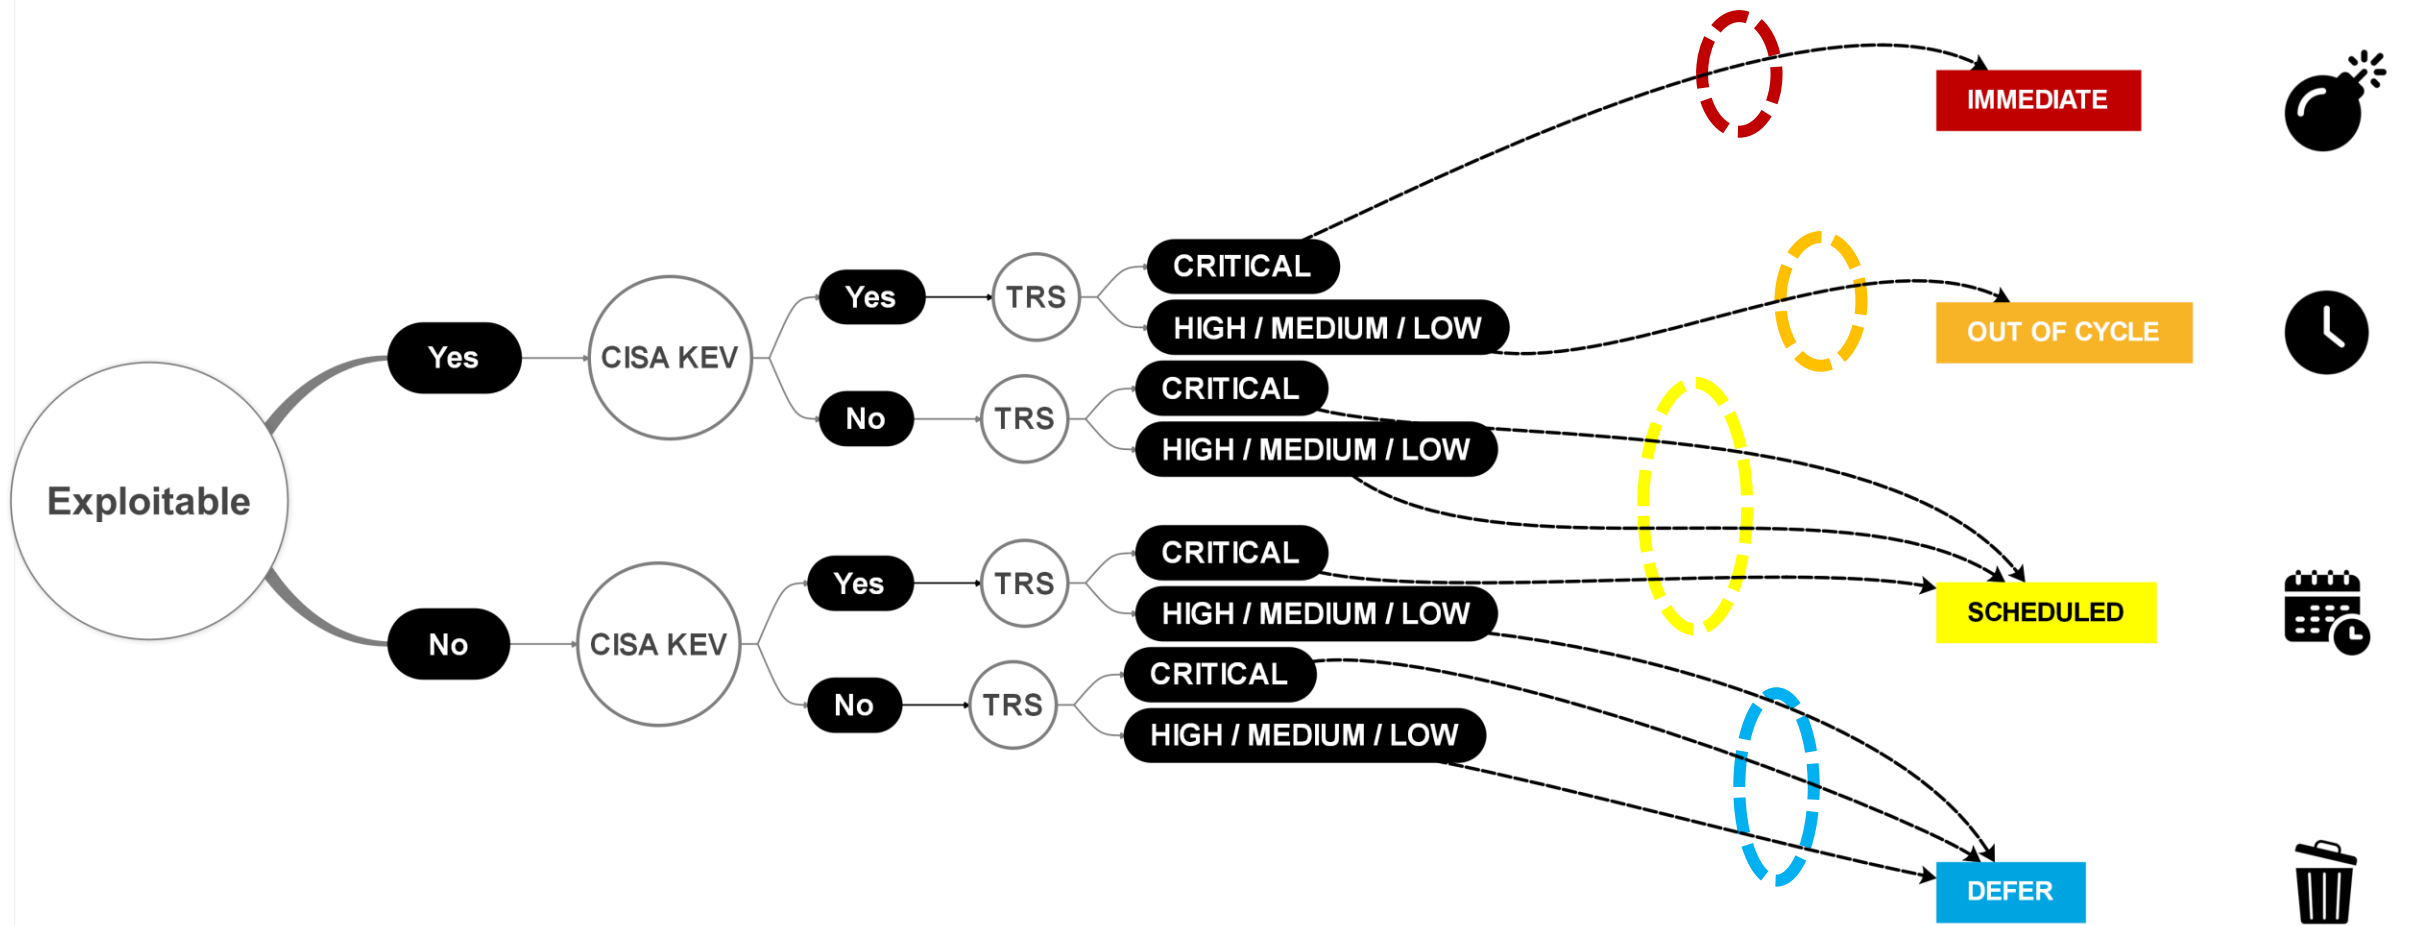 Exploitable
Yes
CISA KEV
Yes
TRS
CRITICAL
HIGH / MEDIUM / LOW
No
TRS
CRITICAL
HIGH / MEDIUM / LOW
No
CISA KEV
Yes
TRS
CRITICAL
HIGH / MEDIUM / LOW
No
TRS
CRITICAL
HIGH / MEDIUM / LOW
IMMEDIATE
OUT OF CYCLE
SCHEDULED
DEFER